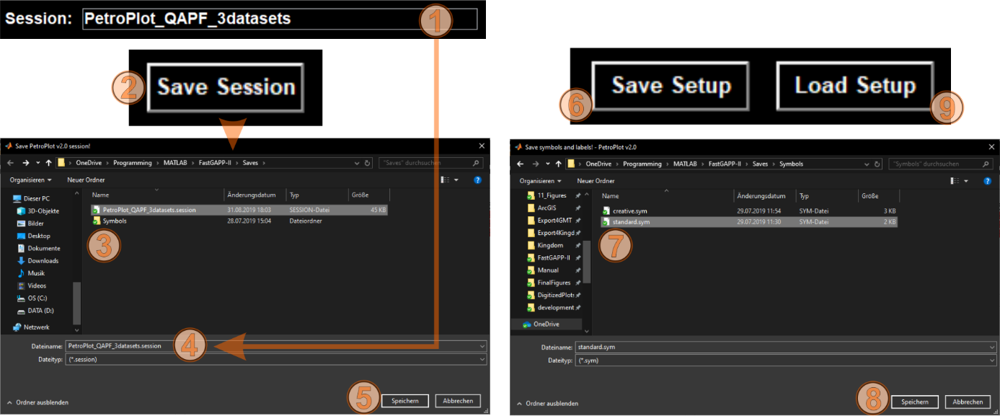 Session: PetroPlot_QAPF_3datasets
1
2
Save Session
Save PetroPlot v2.0 session!
OneDrive > Programming > MATLAB > FastGAPP-II > Saves >
"Saves" durchsuchen
Organisieren
Neuer Ordner
Name
Änderungsdatum
Typ
Größe
Dieser PC
3D-Objekte
Bilder
Desktop
Dokumente
Downloads
Musik
Videos
OS (C:)
DATA (D:)
Netzwerk
PetroPlot_QAPF_3datasets.session 31.08.2019 18:03 SESSION-Datei 45 KB
Symbols 28.07.2019 15:04 Dateiordner
3
Dateiname: PetroPlot_QAPF_3datasets.session
4
Dateityp: (*.session)
5
Ordner ausblenden
Speichern
Abbrechen
6
Save Setup
Load Setup
9
Save symbols and labels! - PetroPlot v2.0
OneDrive > Programming > MATLAB > FastGAPP-II > Saves > Symbols
"Symbols" durchsuchen
Organisieren
Neuer Ordner
Name
Änderungsdatum
Typ
Größe
11_Figures
ArcGIS
Export4GMT
Export4Kingd
Kingdom
FastGAPP-II
Manual
FinalFigures
DigitizedPlots
development
OneDrive
creative.sym 29.07.2019 11:54 SYM-Datei 3 KB
standard.sym 29.07.2019 11:30 SYM-Datei 2 KB
7
Dateiname: standard.sym
Dateityp: (*.sym)
8
Ordner ausblenden
Speichern
Abbrechen